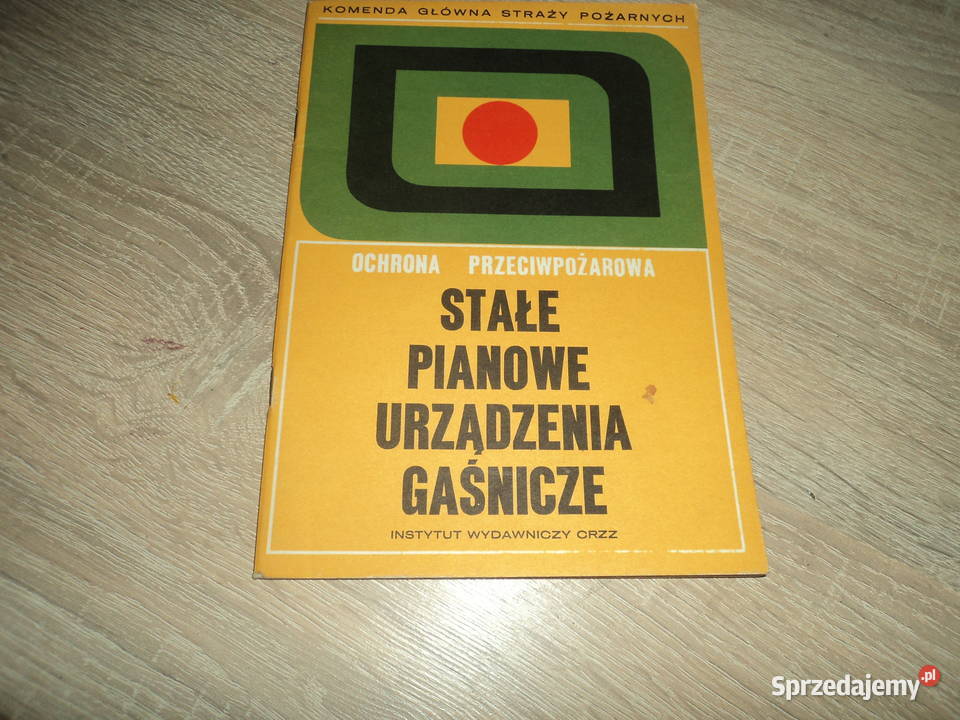 KOMENDA GŁÓWNA STRAŻY POŻARNYCH
OCHRONA PRZECIWPOŻAROWA
STAŁE
PIANOWE
URZĄDZENIA
GAŚNICZE
INSTYTUT WYDAWNICZY CRZZ
Sprzedajemy.pl